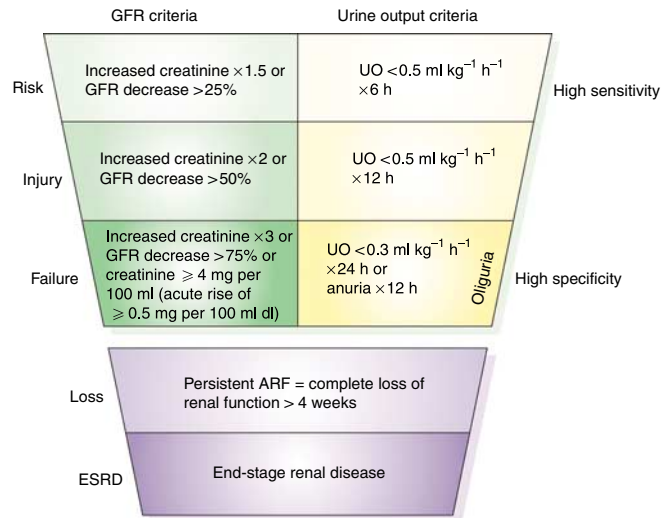 GFR criteria
Urine output criteria
Risk
Increased creatinine ×1.5 or
GFR decrease >25%
UO <0.5 ml kg⁻¹ h⁻¹
×6 h
High sensitivity
Injury
Increased creatinine ×2 or
GFR decrease >50%
UO <0.5 ml kg⁻¹ h⁻¹
×12 h
Failure
Increased creatinine ×3 or
GFR decrease >75% or
creatinine ⩾ 4 mg per
100 ml (acute rise of
⩾ 0.5 mg per 100 ml dl)
UO <0.3 ml kg⁻¹ h⁻¹
×24 h or
anuria ×12 h
Oliguria
High specificity
Loss
Persistent ARF = complete loss of
renal function > 4 weeks
ESRD
End-stage renal disease